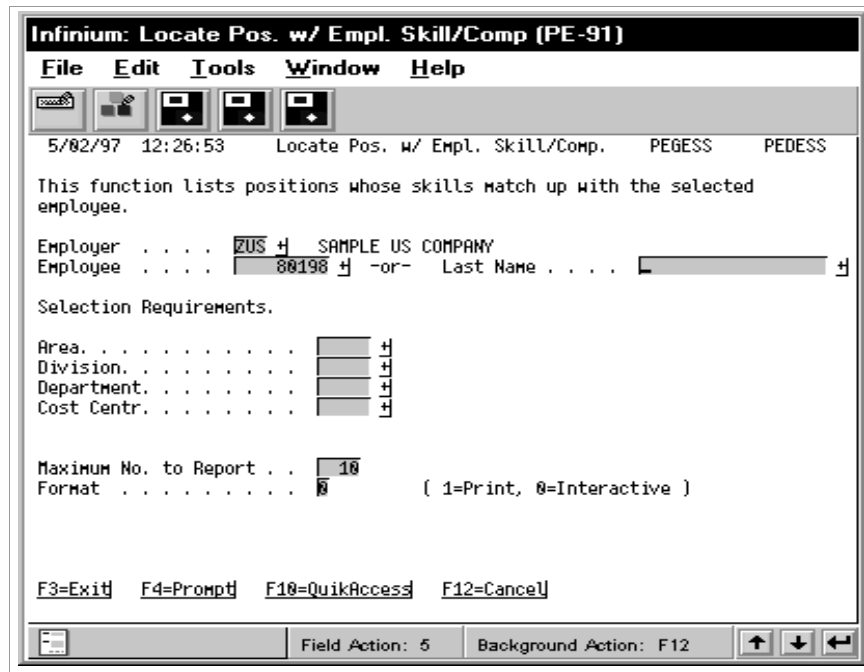 Infinium: Locate Pos. w/ Empl. Skill/Comp (PE-91)
File Edit Tools Window Help
5/02/97 12:26:53 Locate Pos. w/ Empl. Skill/Comp. PEGESS PEDESS
This function lists positions whose skills match up with the selected
employee.
Employer . . . . ZUS + SAMPLE US COMPANY
Employee . . . . 80198 + -or- Last Name . . . . +
Selection Requirements.
Area. . . . . . . . . . . +
Division. . . . . . . . . +
Department. . . . . . . . +
Cost Centr. . . . . . . . +
Maximum No. to Report . . 10
Format . . . . . . . . . 0 ( 1=Print, 0=Interactive )
F3=Exit F4=Prompt F10=QuikAccess F12=Cancel
Field Action: 5 Background Action: F12